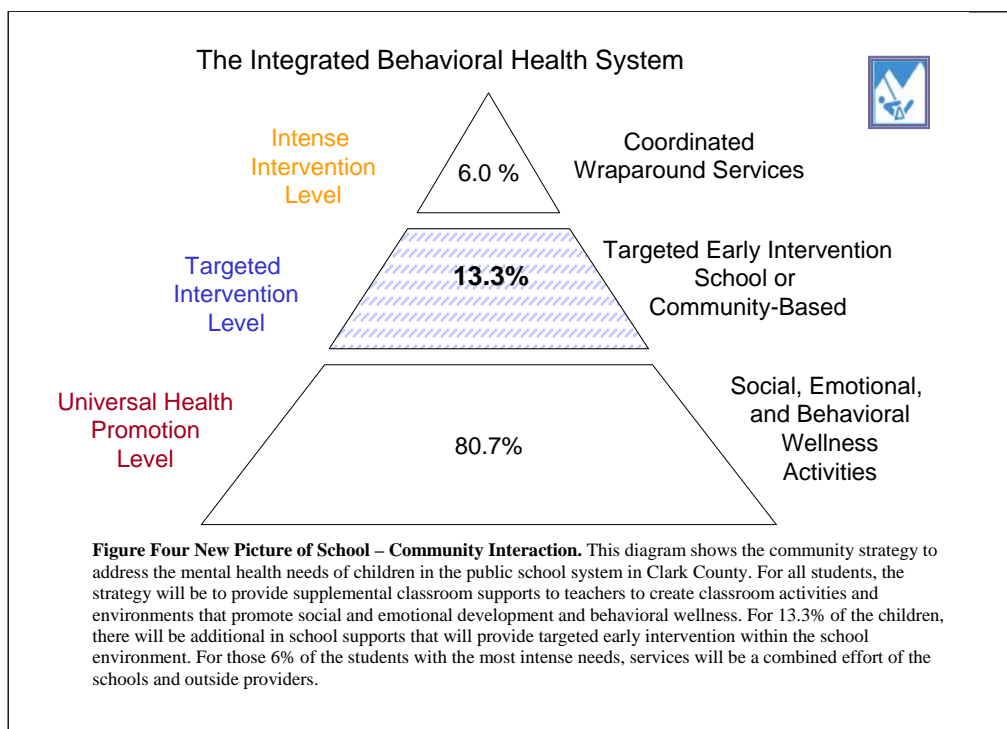 The Integrated Behavioral Health System
Intense
Intervention
Level
6.0 %
Coordinated
Wraparound Services
Targeted
Intervention
Level
13.3%
Targeted Early Intervention
School or
Community-Based
Universal Health
Promotion
Level
80.7%
Social, Emotional,
and Behavioral
Wellness
Activities
Figure Four New Picture of School – Community Interaction. This diagram shows the community strategy to
address the mental health needs of children in the public school system in Clark County. For all students, the
strategy will be to provide supplemental classroom supports to teachers to create classroom activities and
environments that promote social and emotional development and behavioral wellness. For 13.3% of the children,
there will be additional in school supports that will provide targeted early intervention within the school
environment. For those 6% of the students with the most intense needs, services will be a combined effort of the
schools and outside providers.